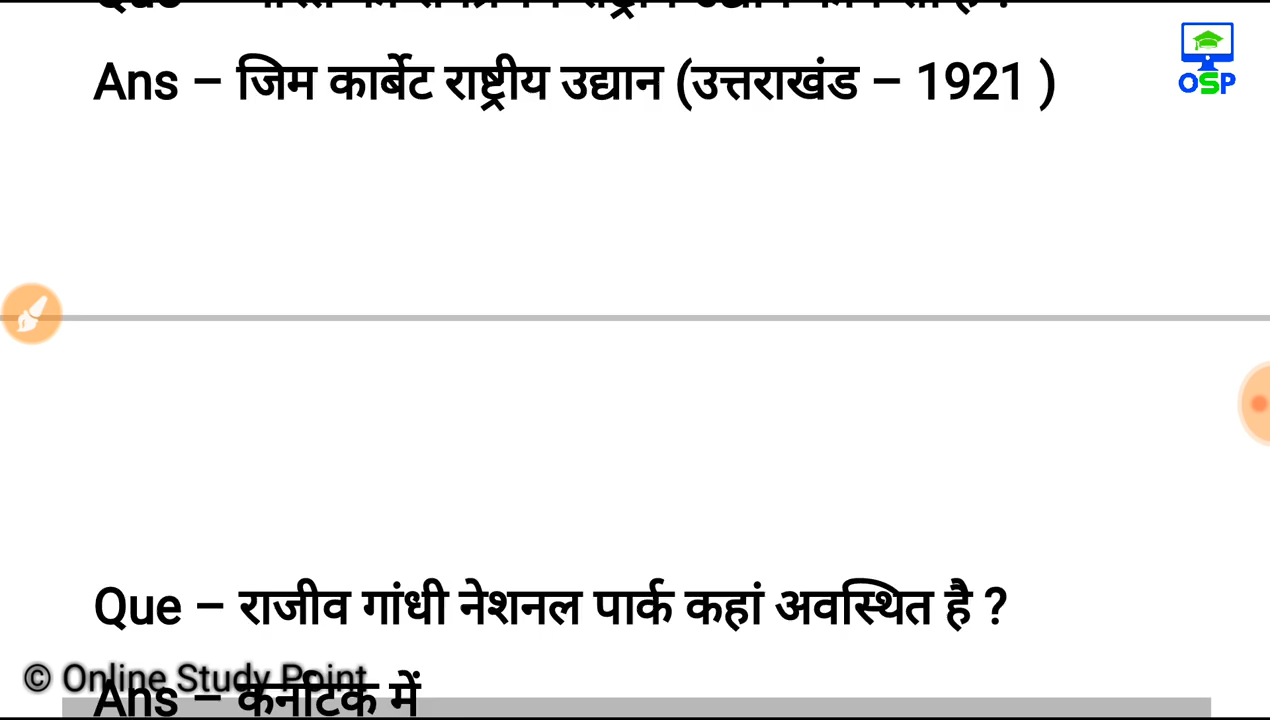 Ans – जिम कार्बेट राष्ट्रीय उद्यान (उत्तराखंड – 1921 )
OSP
Que – राजीव गांधी नेशनल पार्क कहां अवस्थित है ?
© Online Study Point
Ans – कर्नाटक में